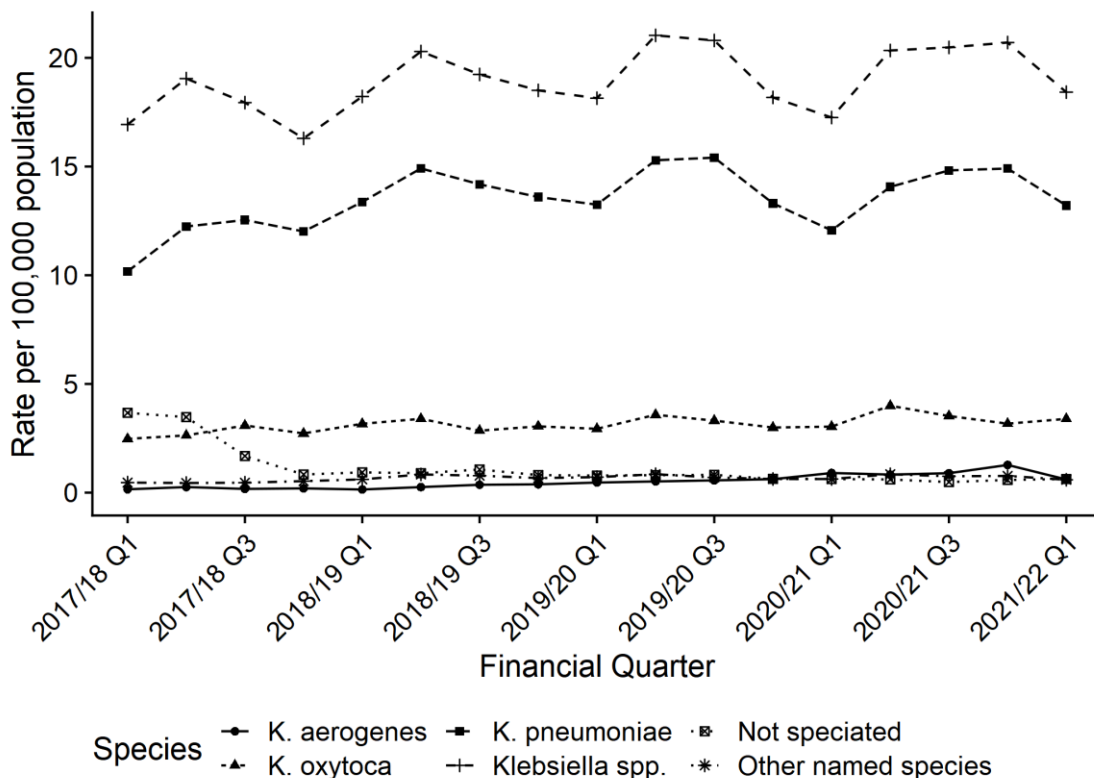 Rate per 100,000 population
20
15
10
5
0
2017/18 Q1
2017/18 Q3
2018/19 Q1
2018/19 Q3
2019/20 Q1
2019/20 Q3
2020/21 Q1
2020/21 Q3
2021/22 Q1
Financial Quarter
Species
K. aerogenes
K. pneumoniae
Not speciated
K. oxytoca
Klebsiella spp.
Other named species